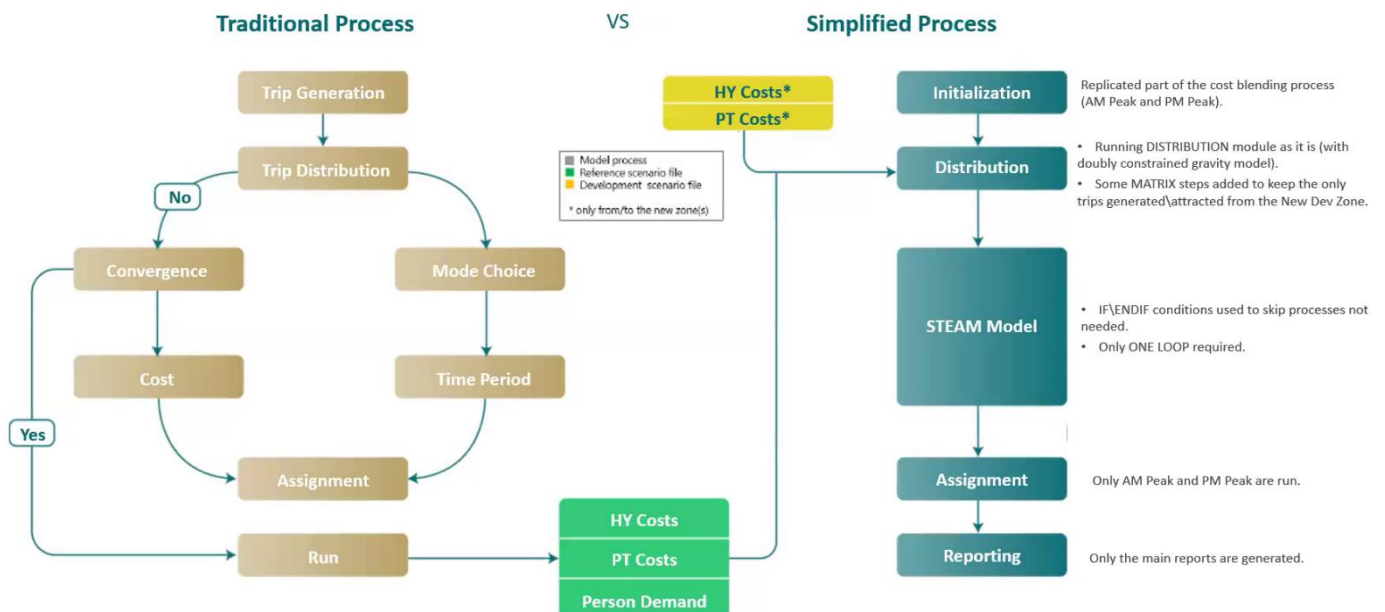 Traditional Process
VS
Simplified Process
Trip Generation
Trip Distribution
No
Convergence
Mode Choice
Cost
Time Period
Yes
Assignment
Run
HY Costs
PT Costs
Person Demand
Model process
Reference scenario file
Development scenario file
* only from/to the new zone(s)
HY Costs*
PT Costs*
Initialization
Replicated part of the cost blending process
(AM Peak and PM Peak).
Distribution
• Running DISTRIBUTION module as it is (with
doubly constrained gravity model).
• Some MATRIX steps added to keep the only
trips generated\attracted from the New Dev Zone.
STEAM Model
• IF\ENDIF conditions used to skip processes not
needed.
• Only ONE LOOP required.
Assignment
Only AM Peak and PM Peak are run.
Reporting
Only the main reports are generated.